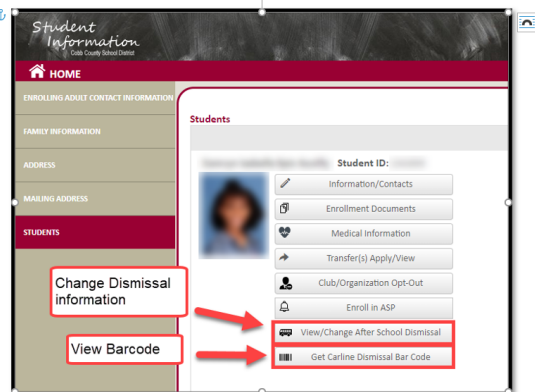 Student
Information
Cobb County School District
HOME
ENROLLING ADULT CONTACT INFORMATION
FAMILY INFORMATION
ADDRESS
MAILING ADDRESS
STUDENTS
Students
Student ID:
Information/Contacts
Enrollment Documents
Medical Information
Transfer(s) Apply/View
Club/Organization Opt-Out
Enroll in ASP
View/Change After School Dismissal
Get Carline Dismissal Bar Code
Change Dismissal
information
View Barcode